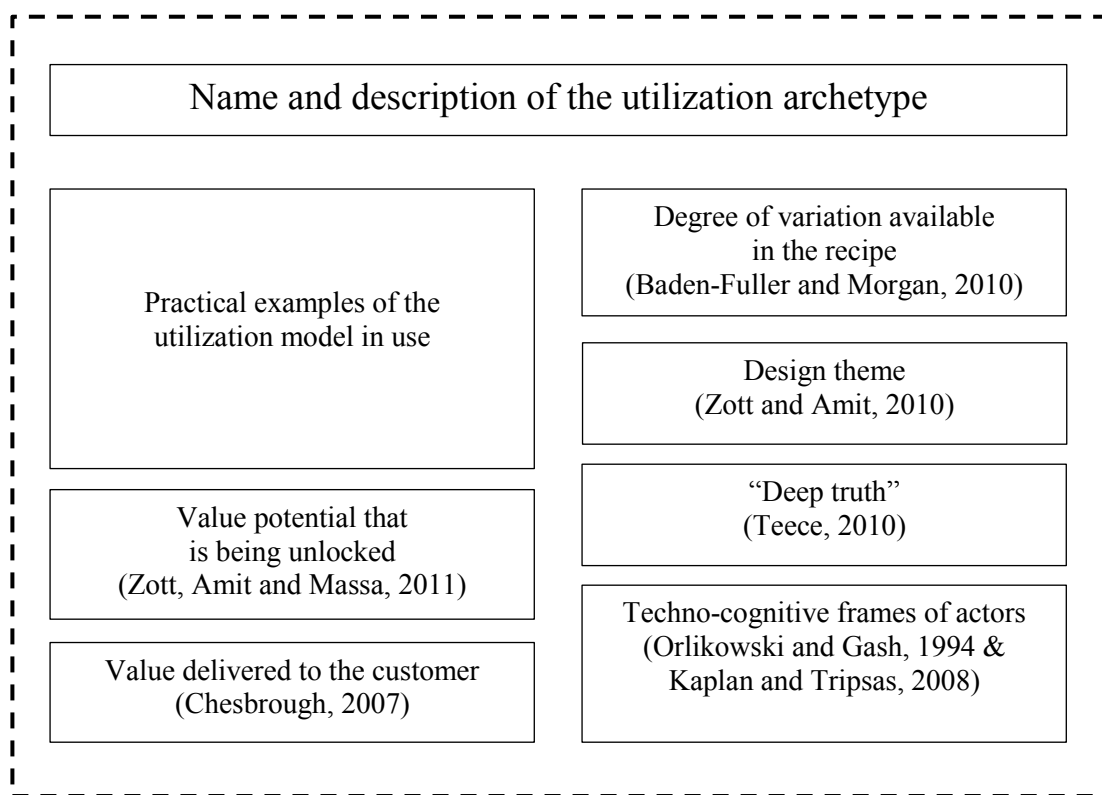 Name and description of the utilization archetype
Practical examples of the
utilization model in use
Value potential that
is being unlocked
(Zott, Amit and Massa, 2011)
Value delivered to the customer
(Chesbrough, 2007)
Degree of variation available
in the recipe
(Baden-Fuller and Morgan, 2010)
Design theme
(Zott and Amit, 2010)
“Deep truth”
(Teece, 2010)
Techno-cognitive frames of actors
(Orlikowski and Gash, 1994 &
Kaplan and Tripsas, 2008)